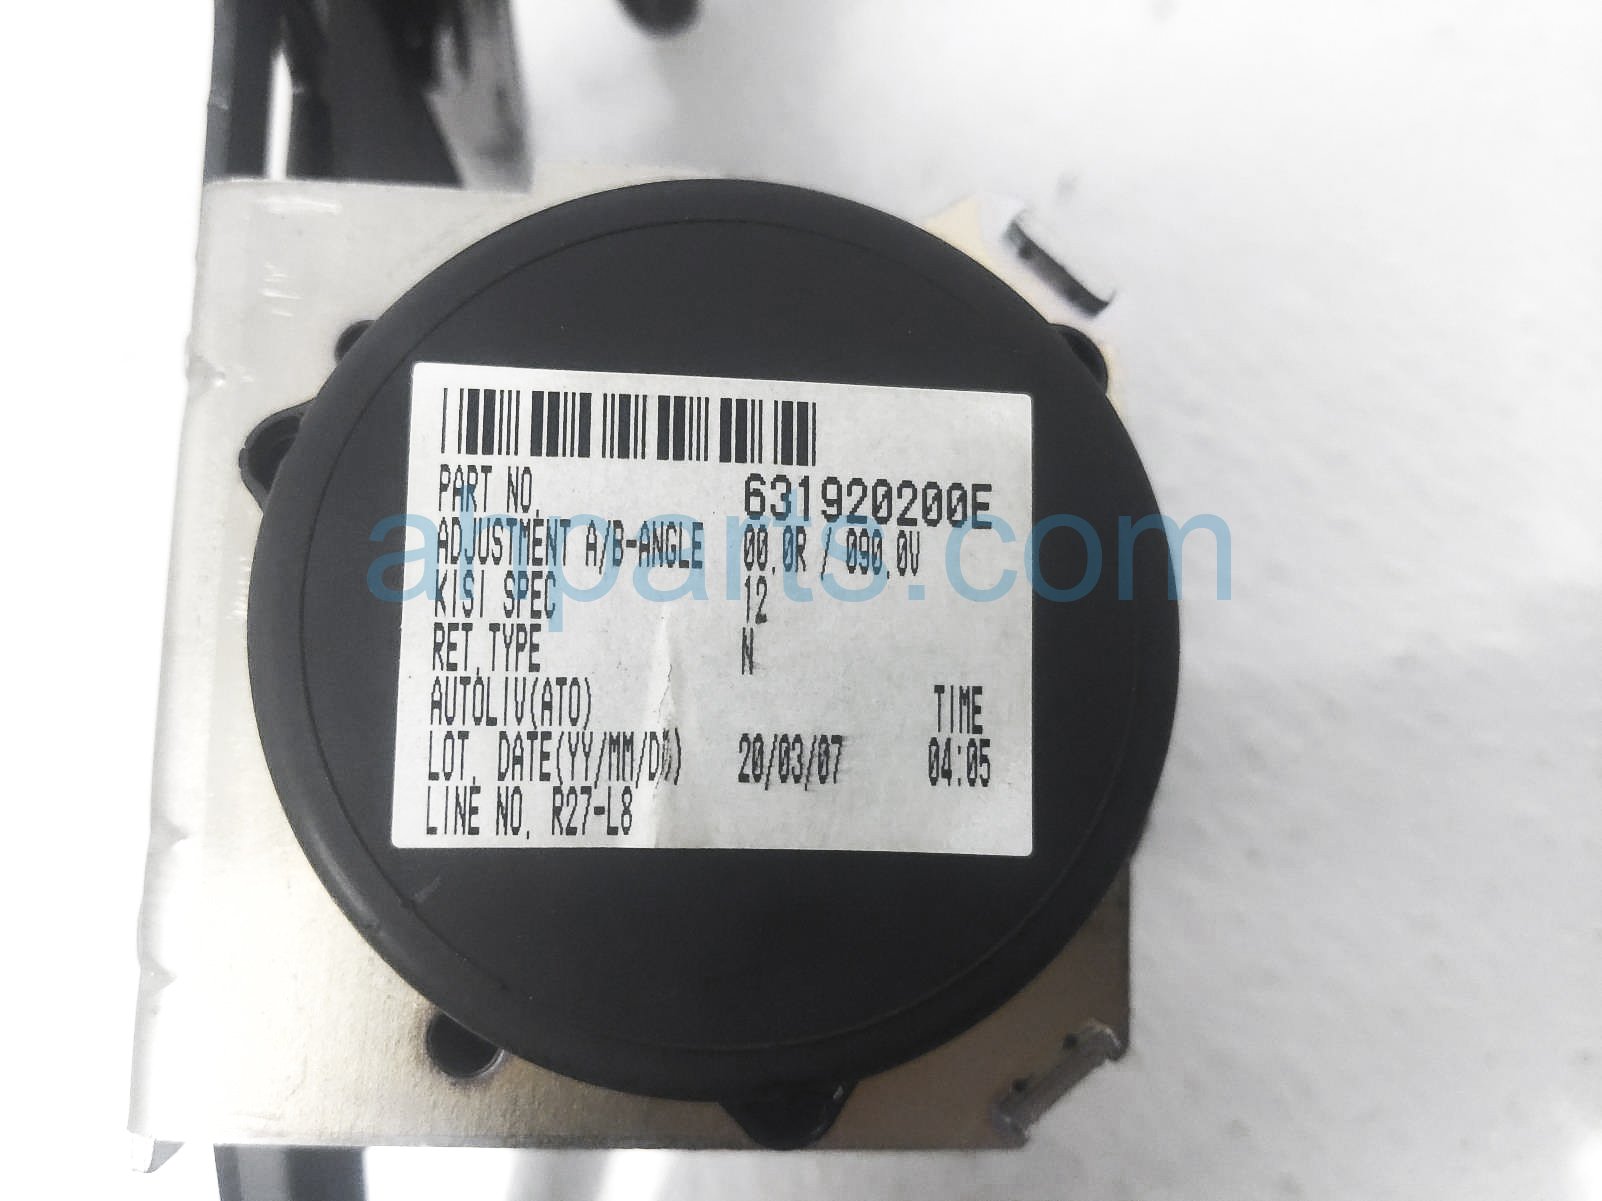 PART NO. 631920200E
ADJUSTMENT A/B-ANGLE 00.0R / 090.0V
KISI SPEC 12
RET.TYPE N
AUTOLIV(ATO) TIME
LOT. DATE(YY/MM/DD) 20/03/07 04:05
LINE NO. R27-L8
ahparts.com